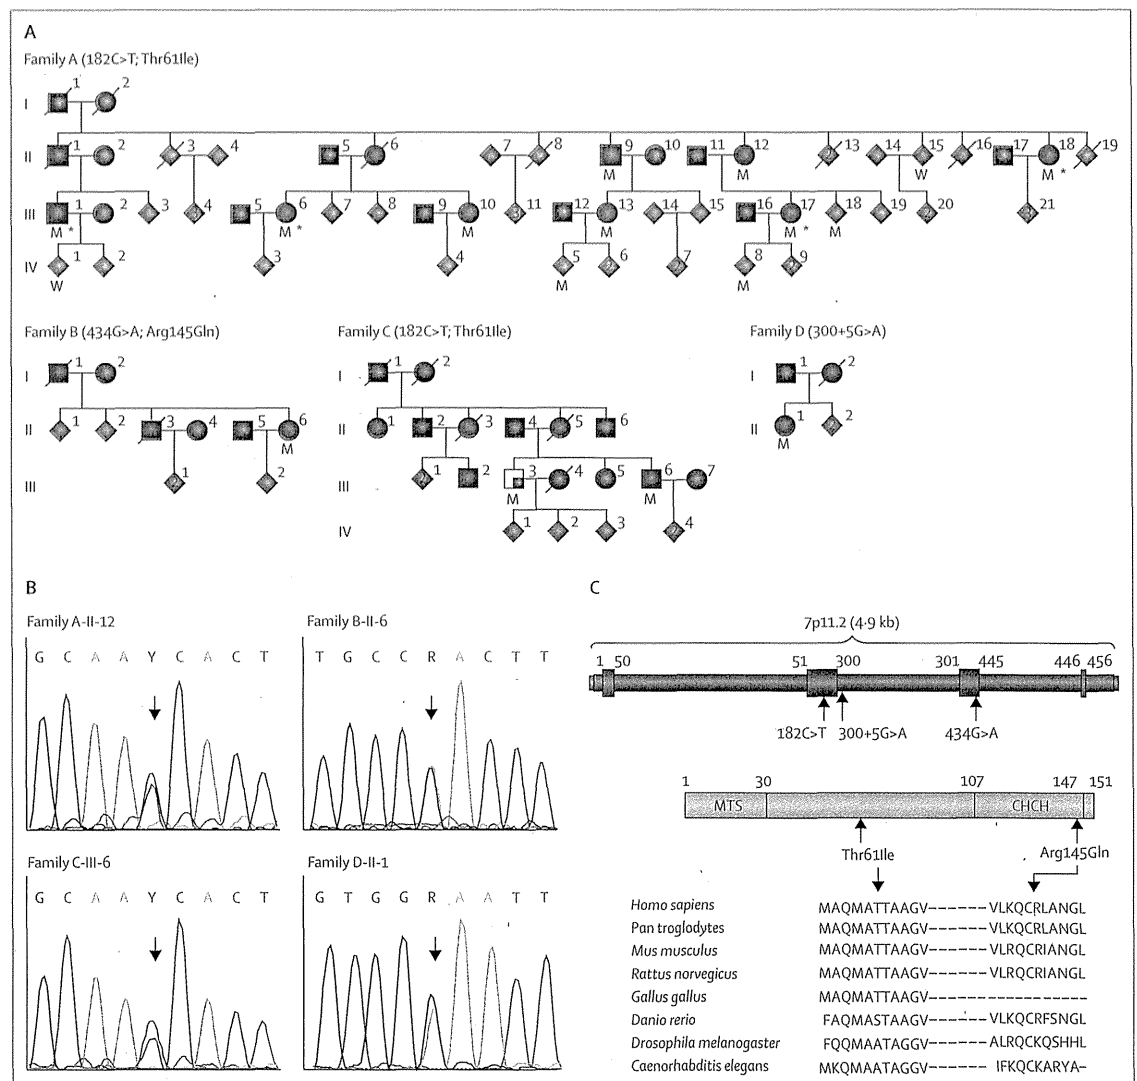 A
Family A (182C>T; Thr61Ile)
1 2
I
1 2 3 4 5 6 7 8 9 10 11 12 13 14 15 16 17 18 19
II
M M W M *
1 2 3 4 5 6 7 8 9 10 11 12 13 14 15 16 17 18 19 20 21
III
M * M * M M M * M
1 2 3 4 5 6 7 8 9
IV
W M M
Family B (434G>A; Arg145Gln)
1 2
I
1 2 3 4 5 6
II
M
1 2
III
Family C (182C>T; Thr61Ile)
1 2
I
1 2 3 4 5 6
II
1 2 3 4 5 6 7
III
M M
1 2 3 4
IV
Family D (300+5G>A)
1 2
I
1 2
II
M
B
Family A-II-12
G C A A Y C A C T
Family B-II-6
T G C C R A C T T
Family C-III-6
G C A A Y C A C T
Family D-II-1
G T G G R A A T T
C
7p11.2 (4·9 kb)
1 50 51 300 301 445 446 456
182C>T 300+5G>A 434G>A
1 30 107 147 151
MTS CHCH
Thr61Ile Arg145Gln
Homo sapiens MAQMATTAAGV------VLKQCRLANGL
Pan troglodytes MAQMATTAAGV------VLKQCRLANGL
Mus musculus MAQMATTAAGV------VLRQCRIANGL
Rattus norvegicus MAQMATTAAGV------VLRQCRIANGL
Gallus gallus MAQMATTAAGV-----------------
Danio rerio FAQMASTAAGV------VLKQCRFSNGL
Drosophila melanogaster FQQMAATAGGV------ALRQCKQSHHL
Caenorhabditis elegans MKQMAATAGGV------IFKQCKARYA-